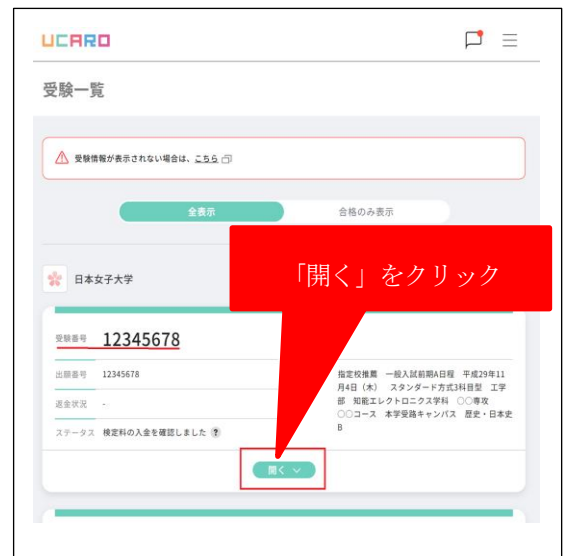 UCARO
受験一覧
受験情報が表示されない場合は、こちら
全表示
合格のみ表示
「開く」をクリック
日本女子大学
受験番号 12345678
出願番号 12345678
返金状況 -
ステータス 検定料の入金を確認しました ?
指定校推薦 一般入試前期A日程 平成29年11
月4日（木） スタンダード方式3科目型 工学
部 知能エレクトロニクス学科 ○○専攻
○○コース 本学受路キャンパス 歴史・日本史
B
開く